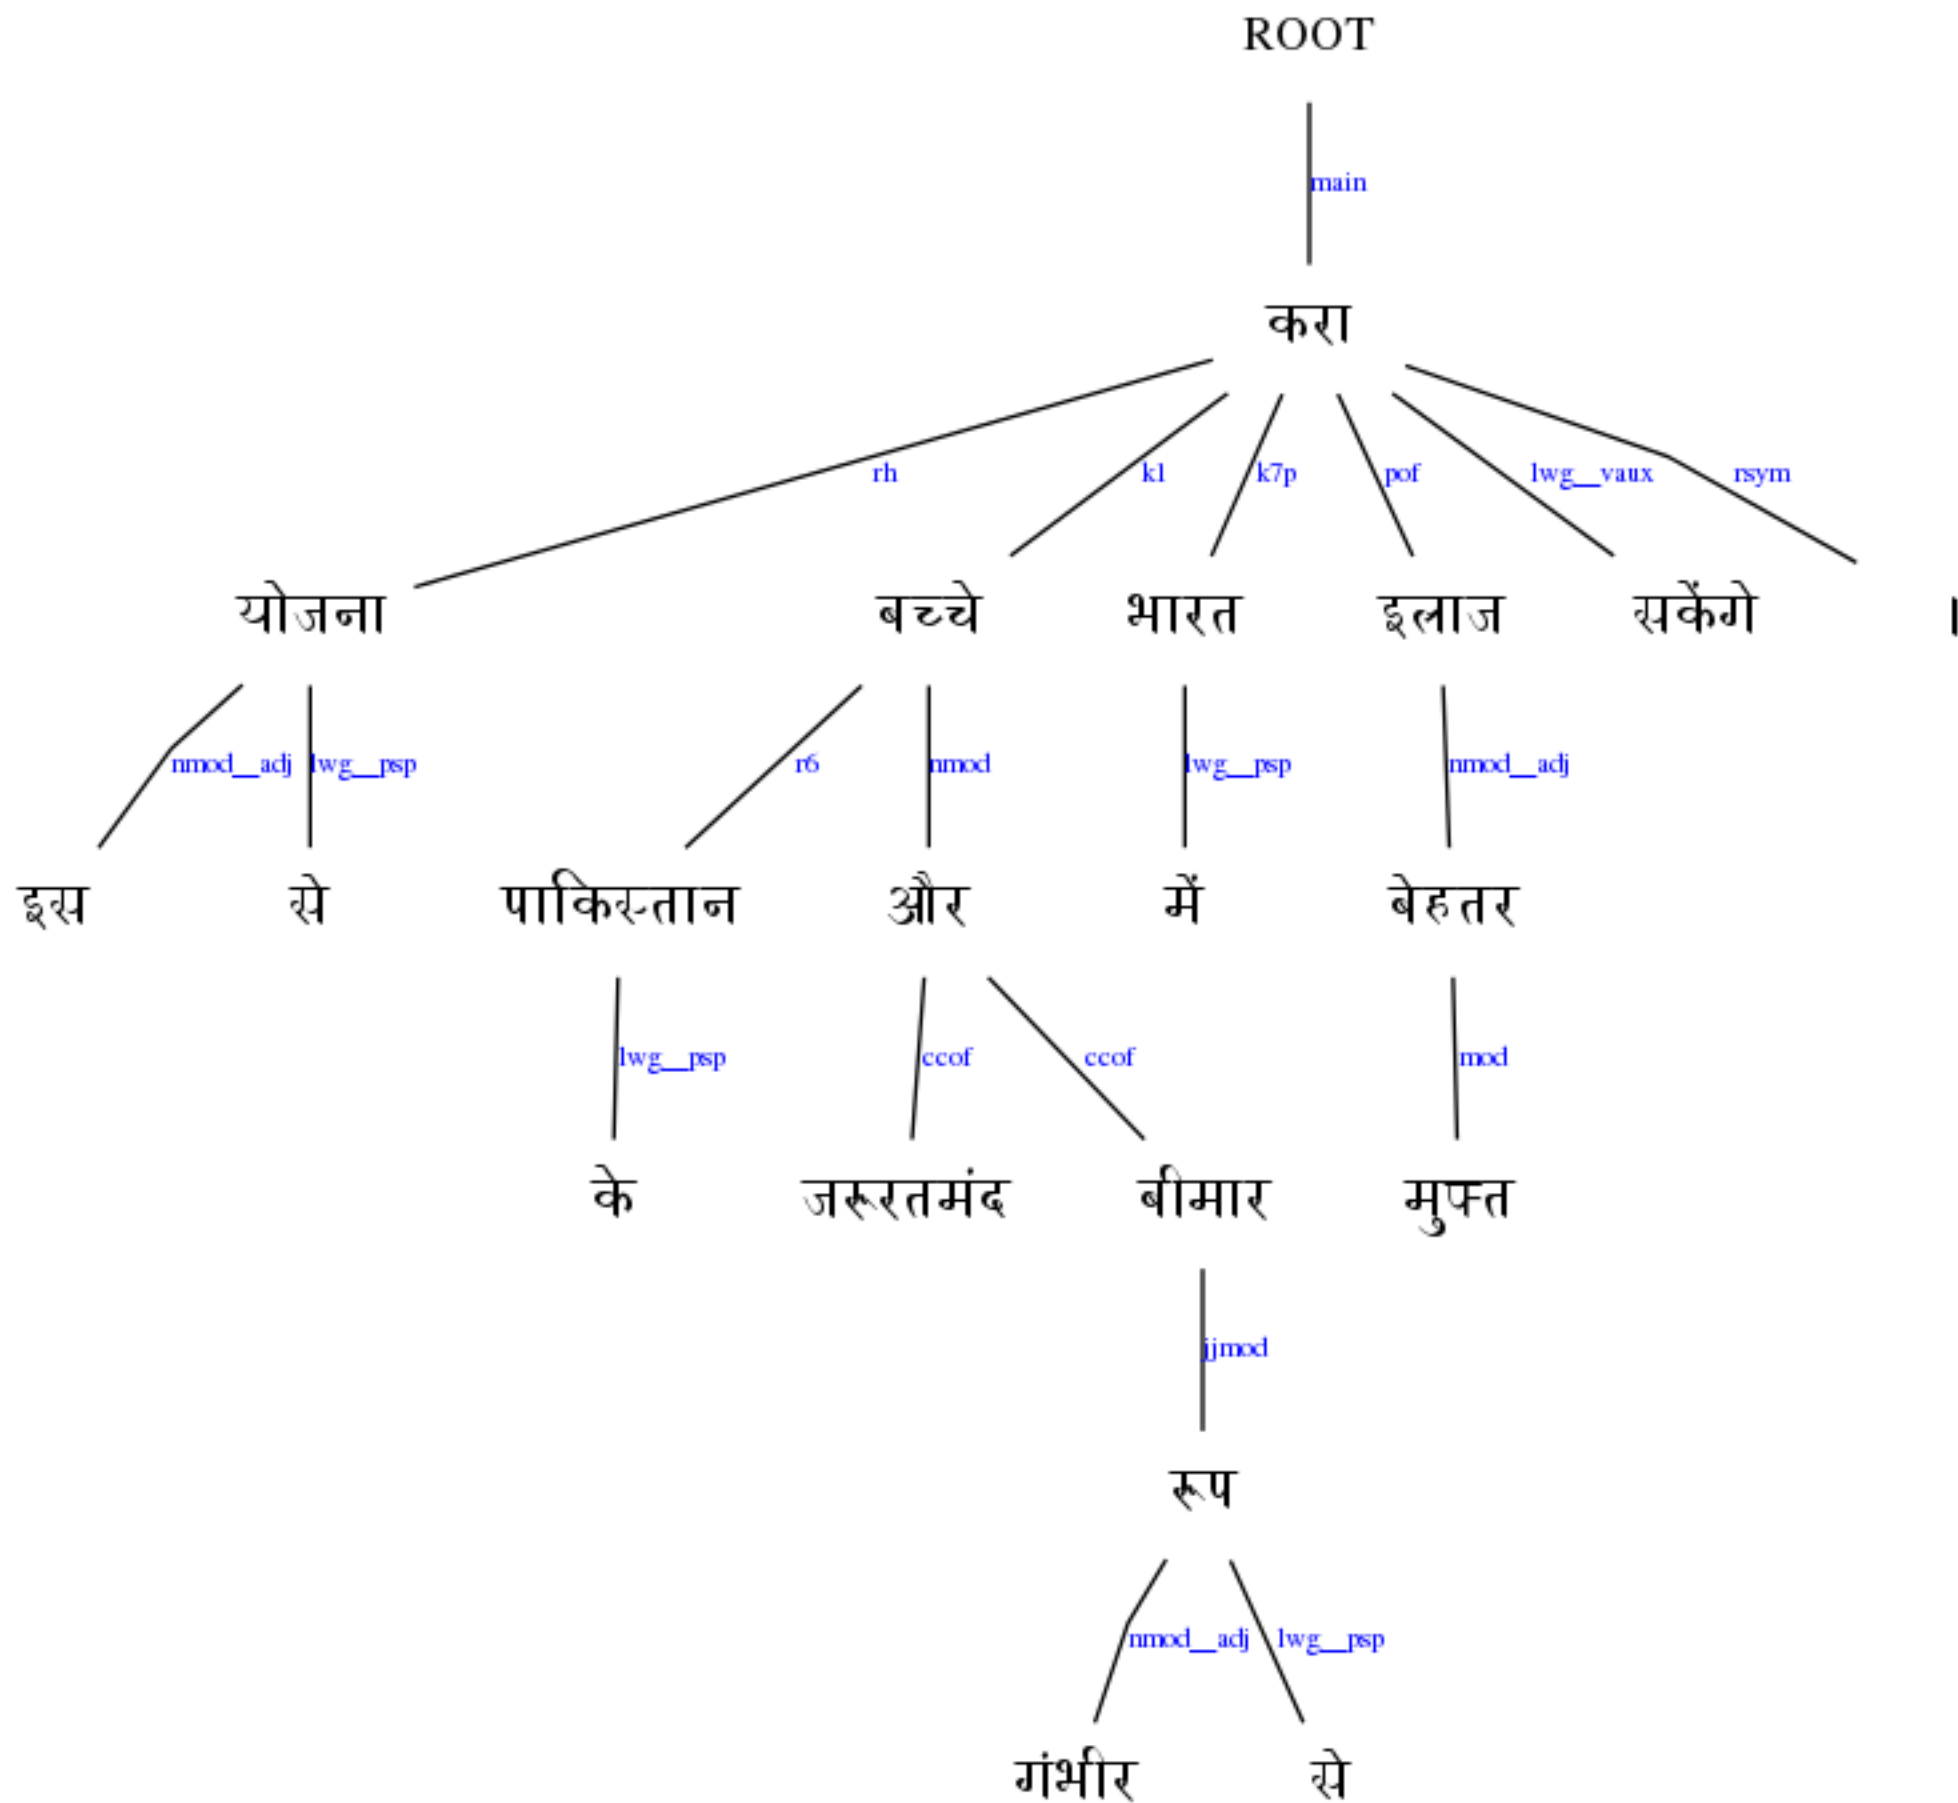 ROOT
main
करा
rh k1 k7p pof lwg__vaux rsym
योजना बच्चे भारत इलाज सकेंगे ।
nmod__adj lwg__psp r6 nmod lwg__psp nmod__adj
इस से पाकिस्तान और में बेहतर
lwg__psp ccof ccof mod
के जरूरतमंद बीमार मुफ्त
jjmod
रूप
nmod__adj lwg__psp
गंभीर से